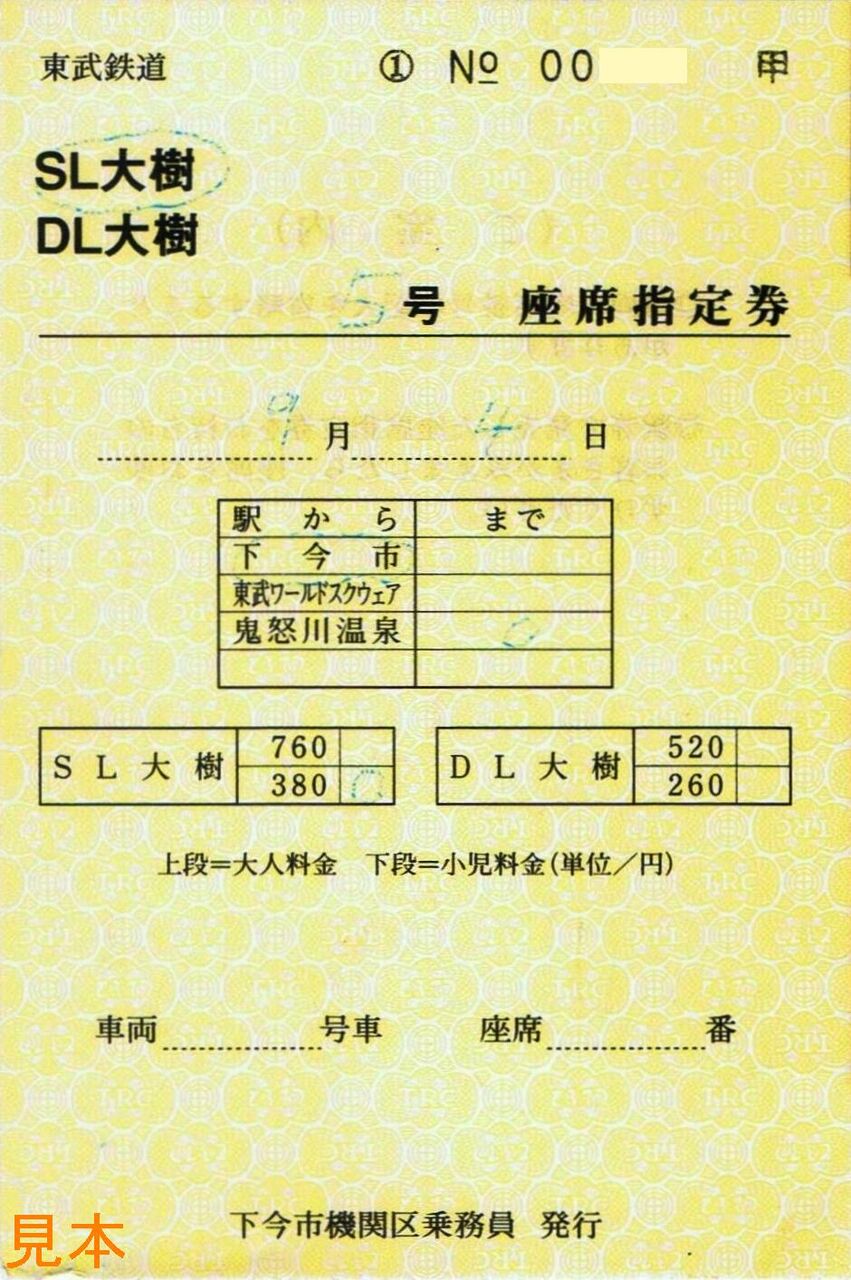 東武鉄道 ① Nº 00 甲
SL大樹
DL大樹
5号 座席指定券
9月4日
駅から まで
下今市
東武ワールドスクウェア
鬼怒川温泉
SL大樹 760 380 DL大樹 520 260
上段=大人料金 下段=小児料金(単位/円)
車両 号車 座席 番
下今市機関区乗務員 発行
見本